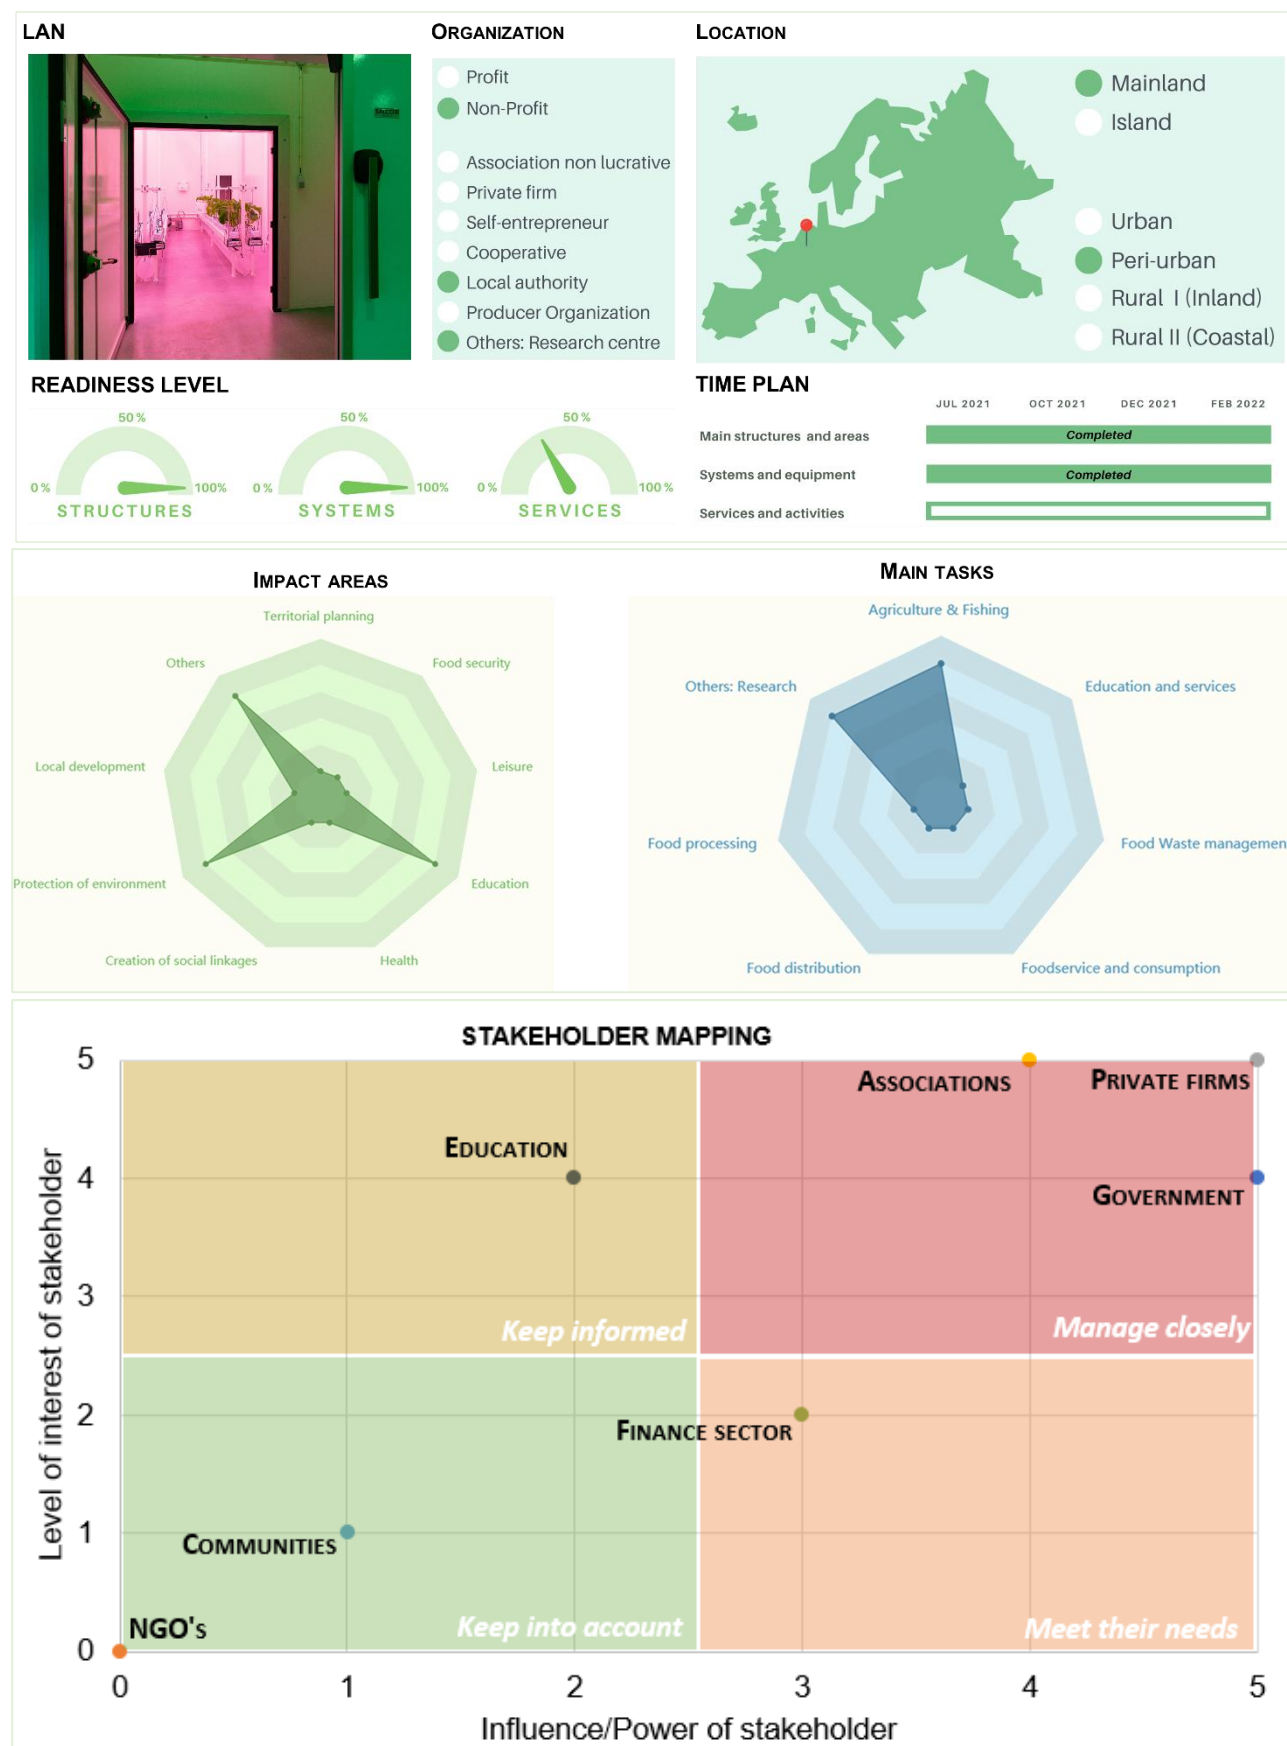 LAN
ORGANIZATION
Profit
Non-Profit
Association non lucrative
Private firm
Self-entrepreneur
Cooperative
Local authority
Producer Organization
Others: Research centre
LOCATION
Mainland
Island
Urban
Peri-urban
Rural I (Inland)
Rural II (Coastal)
READINESS LEVEL
50 %
0 %
100%
STRUCTURES
50 %
0 %
100%
SYSTEMS
50 %
0 %
100 %
SERVICES
TIME PLAN
JUL 2021 OCT 2021 DEC 2021 FEB 2022
Main structures and areas
Completed
Systems and equipment
Completed
Services and activities
IMPACT AREAS
Territorial planning
Others
Food security
Local development
Leisure
Protection of environment
Education
Creation of social linkages
Health
MAIN TASKS
Agriculture & Fishing
Others: Research
Education and services
Food processing
Food Waste managemen
Food distribution
Foodservice and consumption
STAKEHOLDER MAPPING
Level of interest of stakeholder
5
4
3
2
1
0
ASSOCIATIONS
PRIVATE FIRMS
EDUCATION
GOVERNMENT
Keep informed
Manage closely
FINANCE SECTOR
COMMUNITIES
NGO'S
Keep into account
Meet their needs
0 1 2 3 4 5
Influence/Power of stakeholder